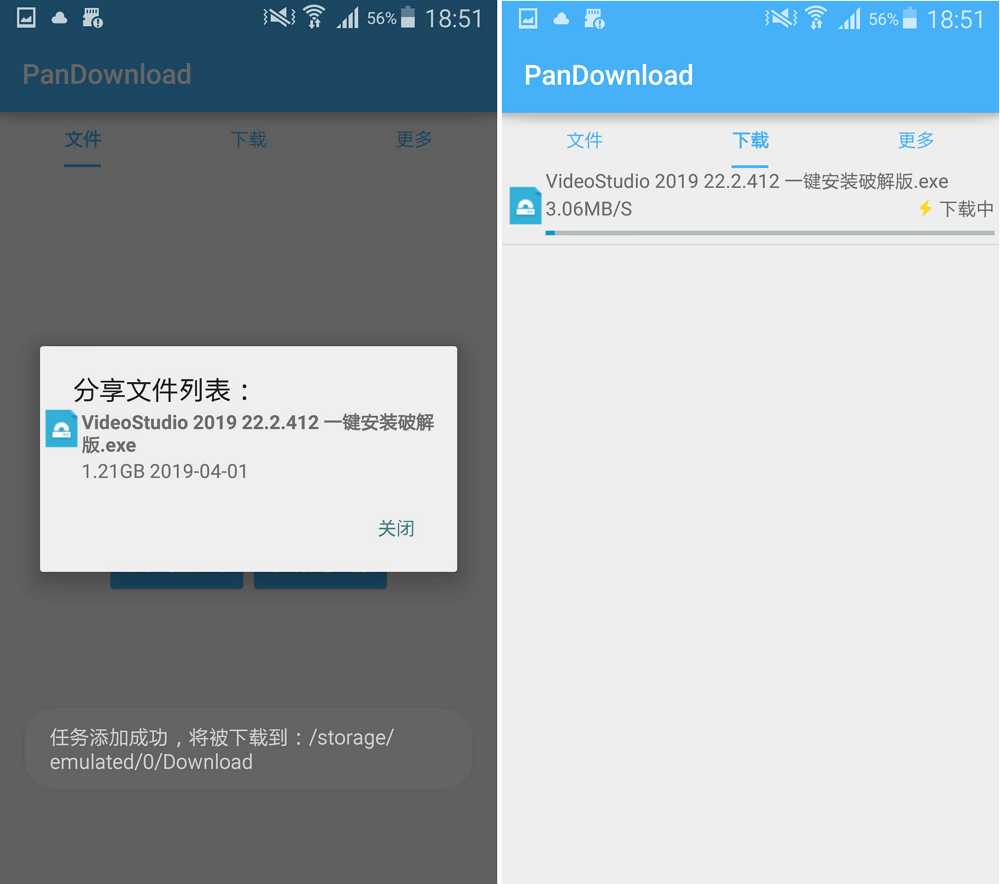 56% 18:51
PanDownload
文件 下载 更多
分享文件列表：
VideoStudio 2019 22.2.412 一键安装破解
版.exe
1.21GB 2019-04-01
关闭
任务添加成功，将被下载到：/storage/
emulated/0/Download
56% 18:51
PanDownload
文件 下载 更多
VideoStudio 2019 22.2.412 一键安装破解版.exe
3.06MB/S 下载中